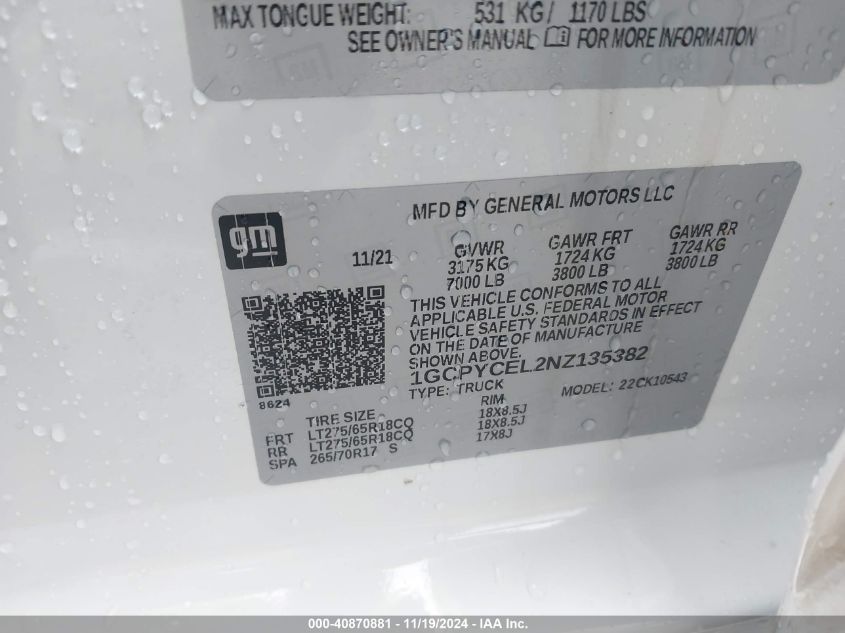 MAX TONGUE WEIGHT: 531 KG / 1170 LBS
SEE OWNER'S MANUAL FOR MORE INFORMATION
MFD BY GENERAL MOTORS LLC
gm
11/21
GVWR GAWR FRT GAWR RR
3175 KG 1724 KG 1724 KG
7000 LB 3800 LB 3800 LB
THIS VEHICLE CONFORMS TO ALL
APPLICABLE U.S. FEDERAL MOTOR
VEHICLE SAFETY STANDARDS IN EFFECT
ON THE DATE OF MANUFACTURE
SHOWN ABOVE.
1GCPYCEL2NZ135382
TYPE: TRUCK MODEL: 22CK10543
8624
TIRE SIZE RIM
FRT LT275/65R18CQ 18X8.5J
RR LT275/65R18CQ 18X8.5J
SPA 265/70R17 S 17X8J
000-40870881 - 11/19/2024 - IAA Inc.